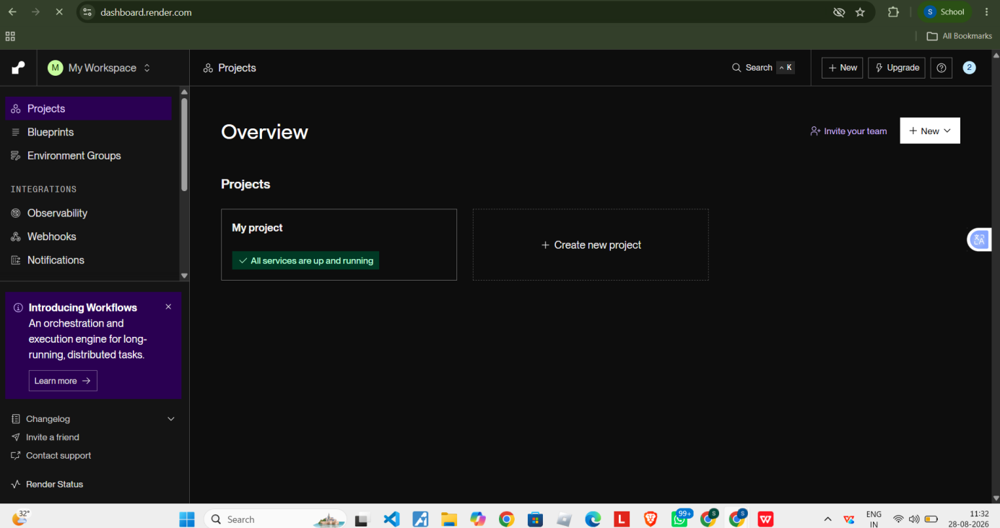 dashboard.render.com
S School
All Bookmarks
M My Workspace
Projects
Search ^ K
+ New
Upgrade
2
Projects
Blueprints
Environment Groups
INTEGRATIONS
Observability
Webhooks
Notifications
Introducing Workflows
An orchestration and
execution engine for long-
running, distributed tasks.
Learn more →
Changelog
Invite a friend
Contact support
Render Status
Overview
Invite your team
+ New
Projects
My project
All services are up and running
+ Create new project
32°
Search
L
99+
S
S
ENG
IN
11:32
28-08-2026